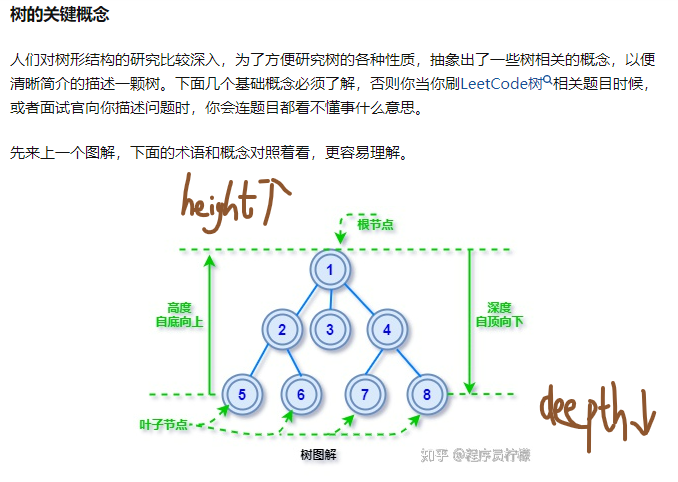 树的关键概念
人们对树形结构的研究比较深入，为了方便研究树的各种性质，抽象出了一些树相关的概念，以便
清晰简介的描述一颗树。下面几个基础概念必须了解，否则你当你刷LeetCode树相关题目时候，
或者面试官向你描述问题时，你会连题目都看不懂事什么意思。
先来上一个图解，下面的术语和概念对照着看，更容易理解。
height↑
根节点
1
高度
自底向上
深度
自顶向下
2 3 4
5 6 7 8
deepth↓
叶子节点
树图解
知乎 @程序员柠檬